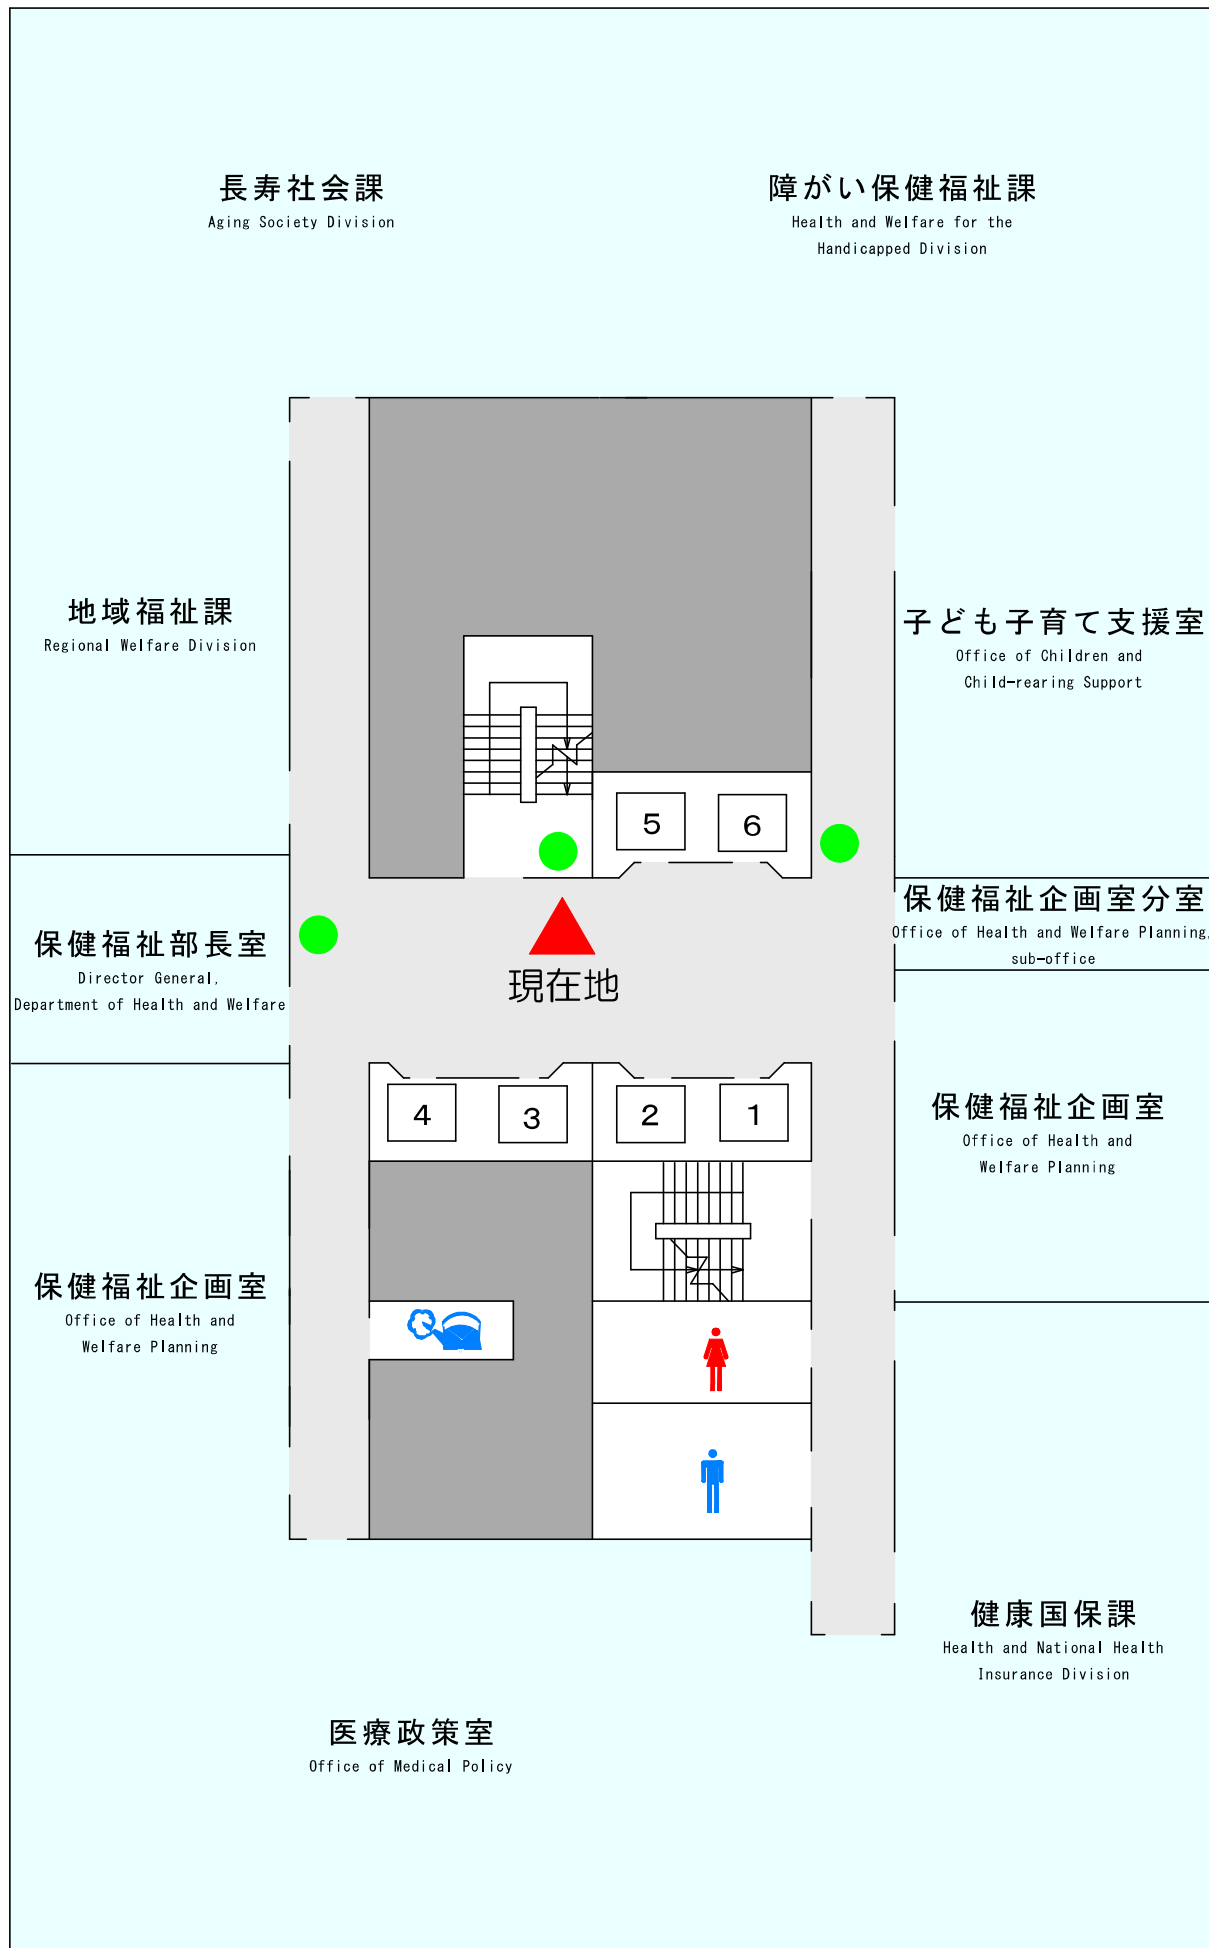 長寿社会課
Aging Society Division
障がい保健福祉課
Health and Welfare for the
Handicapped Division
地域福祉課
Regional Welfare Division
子ども子育て支援室
Office of Children and
Child-rearing Support
5
6
保健福祉部長室
Director General,
Department of Health and Welfare
現在地
保健福祉企画室分室
Office of Health and Welfare Planning,
sub-office
4
3
2
1
保健福祉企画室
Office of Health and
Welfare Planning
保健福祉企画室
Office of Health and
Welfare Planning
健康国保課
Health and National Health
Insurance Division
医療政策室
Office of Medical Policy